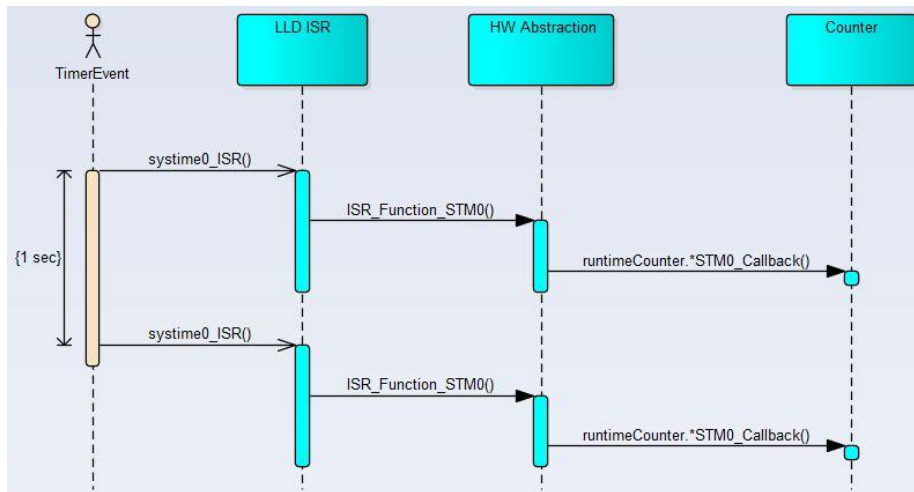 LLD ISR
HW Abstraction
Counter
TimerEvent
systime0_ISR()
ISR_Function_STM0()
{1 sec}
runtimeCounter.*STM0_Callback()
systime0_ISR()
ISR_Function_STM0()
runtimeCounter.*STM0_Callback()